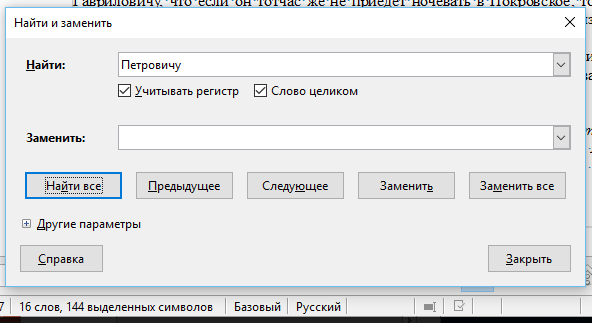 Гавриловичу, что если он тотчас же не приедет ночевать в Покровское, то
Найти и заменить
Найти: Петровичу
Учитывать регистр Слово целиком
Заменить:
Найти все Предыдущее Следующее Заменить Заменить все
Другие параметры
Справка Закрыть
7 16 слов, 144 выделенных символов Базовый Русский